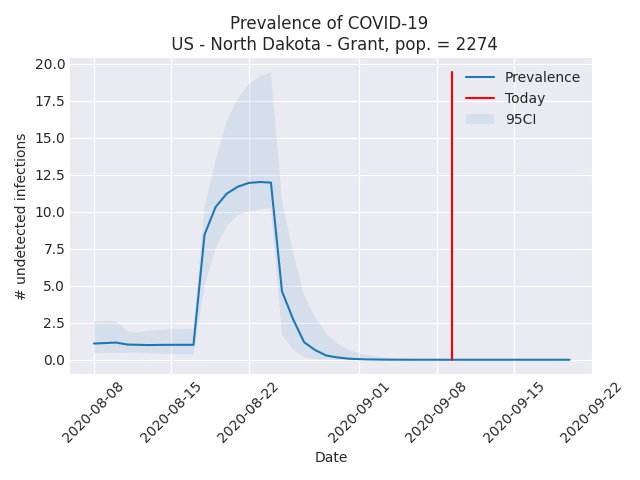 Prevalence of COVID-19
US - North Dakota - Grant, pop. = 2274
20.0
17.5
15.0
12.5
10.0
7.5
5.0
2.5
0.0
# undetected infections
Prevalence
Today
95CI
2020-08-08
2020-08-15
2020-08-22
2020-09-01
2020-09-08
2020-09-15
2020-09-22
Date